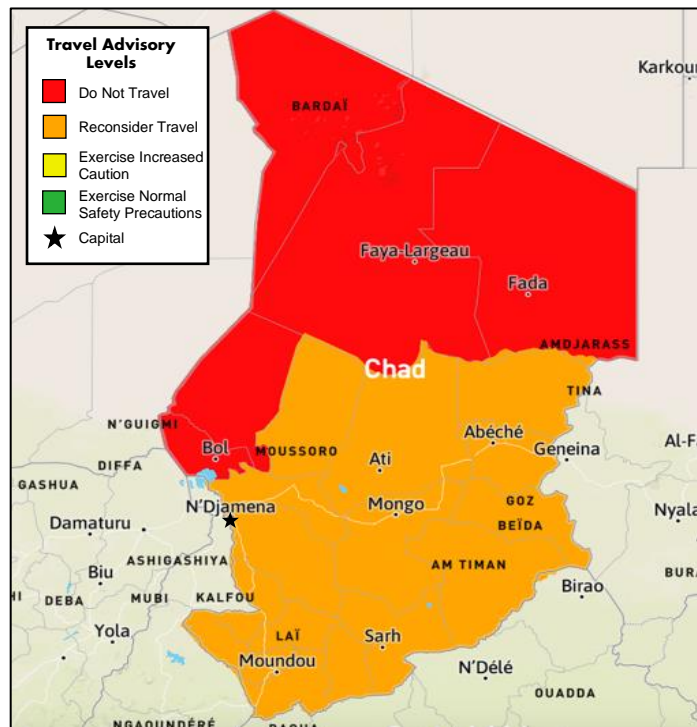 Travel Advisory
Levels
Do Not Travel
Reconsider Travel
Exercise Increased
Caution
Exercise Normal
Safety Precautions
Capital
Karkour
BARDAÏ
Faya-Largeau
Fada
AMDJARASS
Chad
TINA
N'GUIGMI
Bol
MOUSSORO
Abéché
Geneina
Al-Fa
DIFFA
Ati
GASHUA
N'Djamena
Mongo
GOZ
BEÏDA
Nyala
Damaturu
ASHIGASHIYA
AM TIMAN
Biu
HI
DEBA
MUBI
KALFOU
Birao
BURA
Yola
LAÏ
Sarh
Moundou
N'Délé
OUADDA
NGAOUNDÉRÉ